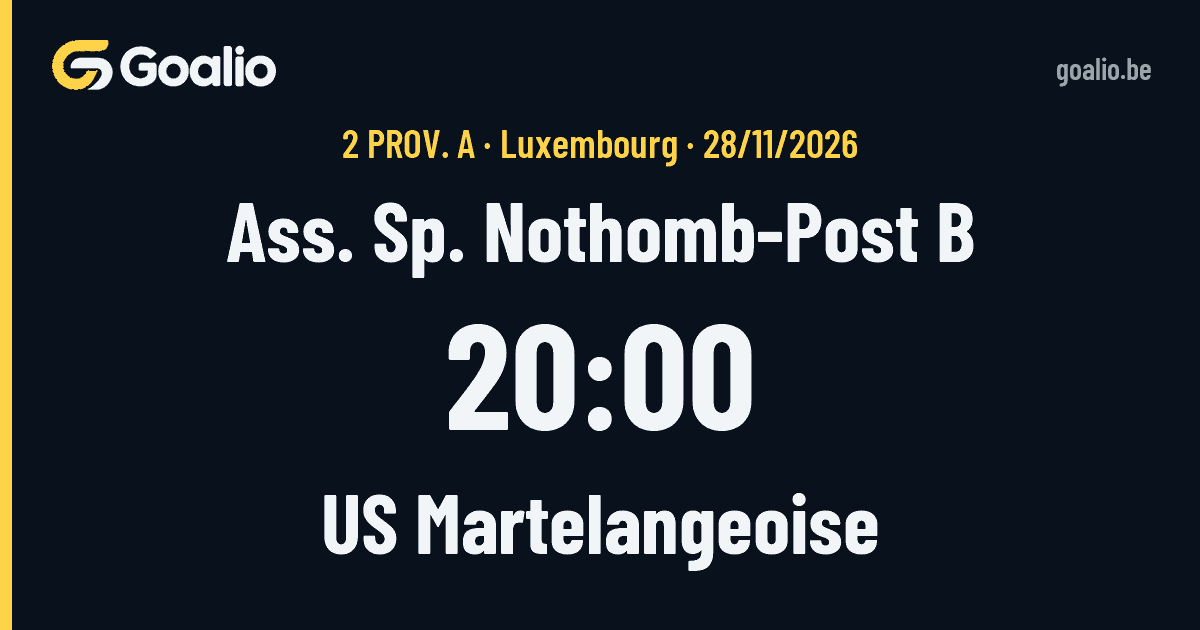 Goalio
goalio.be
2 PROV. A · Luxembourg · 28/11/2026
Ass. Sp. Nothomb-Post B
20:00
US Martelangeoise